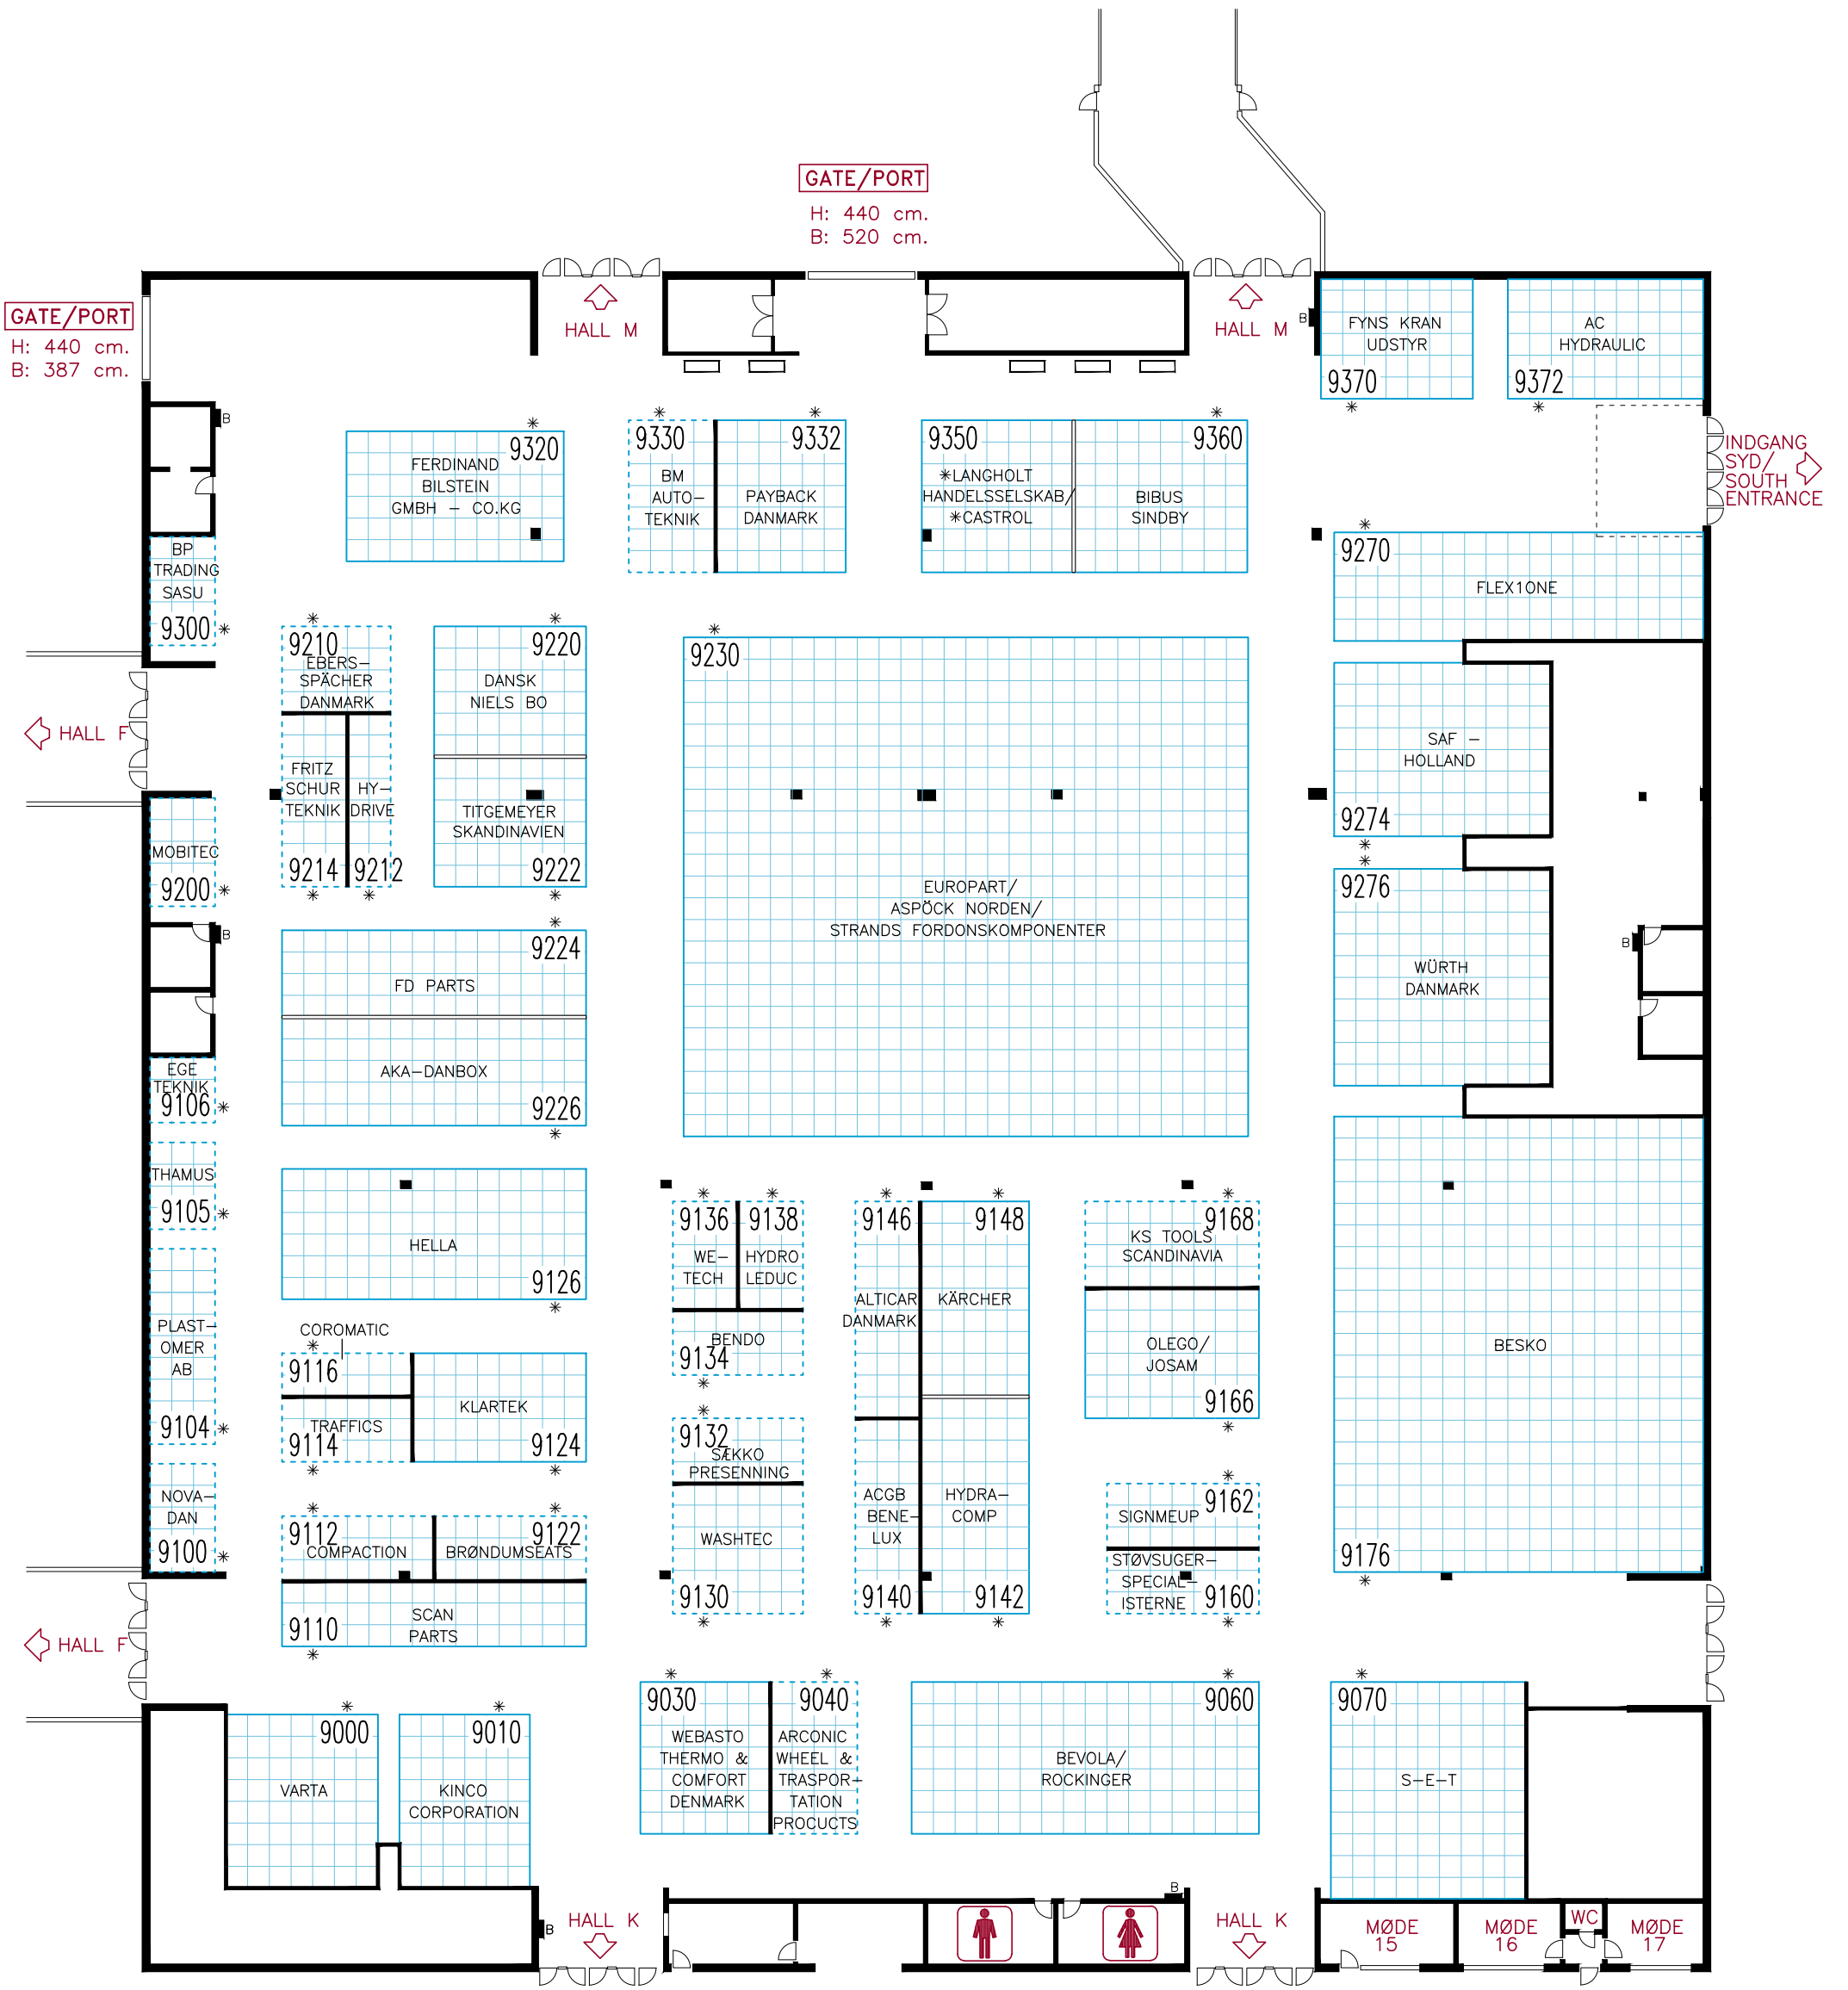 GATE/PORT
H: 440 cm.
B: 520 cm.
GATE/PORT
H: 440 cm.
B: 387 cm.
HALL M
HALL M
B
FYNS KRAN
UDSTYR
9370
*
AC
HYDRAULIC
9372
*
B
*
9320
FERDINAND
BILSTEIN
GMBH – CO.KG
*
9330
BM
AUTO–
TEKNIK
*
9332
PAYBACK
DANMARK
9350
*LANGHOLT
HANDELSSELSKAB/
*CASTROL
*
9360
BIBUS
SINDBY
INDGANG
SYD/
SOUTH
ENTRANCE
BP
TRADING
SASU
9300 *
*
9270
FLEX1ONE
*
9210
EBERS–
SPÄCHER
DANMARK
*
9220
DANSK
NIELS BO
*
9230
EUROPART/
ASPÖCK NORDEN/
STRANDS FORDONSKOMPONENTER
HALL F
FRITZ
SCHUR
TEKNIK
9214
*
HY–
DRIVE
9212
*
TITGEMEYER
SKANDINAVIEN
9222
*
SAF –
HOLLAND
9274
*
MOBITEC
9200 *
B
*
9224
FD PARTS
AKA–DANBOX
9226
*
*
9276
WÜRTH
DANMARK
B
EGE
TEKNIK
9106 *
THAMUS
9105 *
HELLA
9126
*
*
9136
WE–
TECH
*
9138
HYDRO
LEDUC
BENDO
9134
*
*
9146
ALTICAR
DANMARK
*
9148
KÄRCHER
*
9168
KS TOOLS
SCANDINAVIA
OLEGO/
JOSAM
9166
*
BESKO
9176
*
PLAST–
OMER
AB
9104 *
COROMATIC
*
9116
TRAFFICS
9114
*
KLARTEK
9124
*
*
9132
SÆKKO
PRESENNING
WASHTEC
9130
*
ACGB
BENE–
LUX
9140
*
HYDRA–
COMP
9142
*
*
9162
SIGNMEUP
STØVSUGER–
SPECIAL–
ISTERNE
9160
*
NOVA–
DAN
9100 *
*
9112
COMPACTION
*
9122
BRØNDUMSEATS
SCAN
PARTS
9110
*
HALL F
*
9000
VARTA
*
9010
KINCO
CORPORATION
*
9030
WEBASTO
THERMO &
COMFORT
DENMARK
*
9040
ARCONIC
WHEEL &
TRASPOR–
TATION
PROCUCTS
*
9060
BEVOLA/
ROCKINGER
*
9070
S–E–T
B
HALL K
B
HALL K
MØDE
15
MØDE
16
WC
MØDE
17